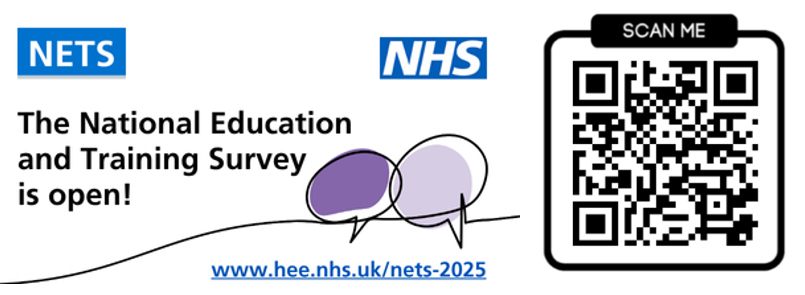 NETS
NHS
The National Education
and Training Survey
is open!
www.hee.nhs.uk/nets-2025
SCAN ME